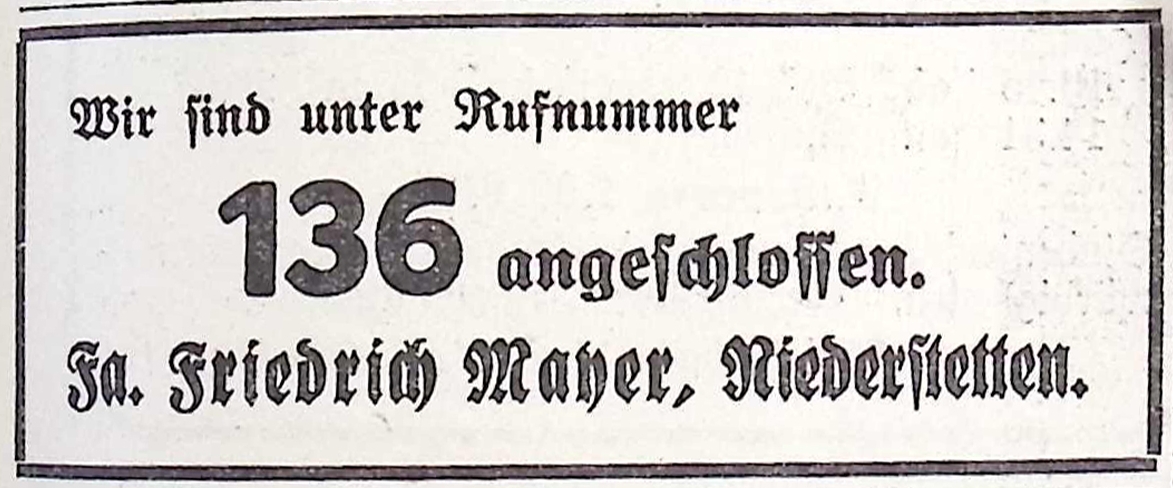 Wir sind unter Rufnummer
136 angeschlossen.
Fa. Friedrich Mayer, Niederstetten.